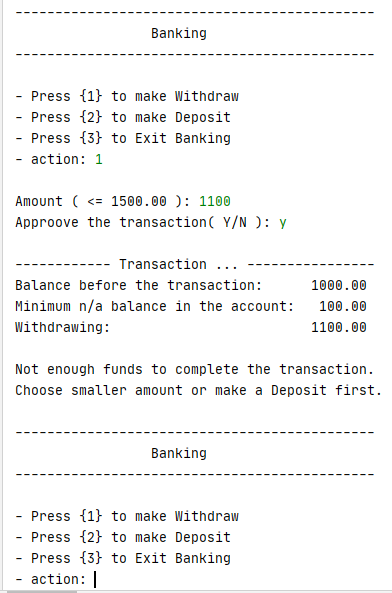 ---------------------------------------------
Banking
---------------------------------------------
- Press {1} to make Withdraw
- Press {2} to make Deposit
- Press {3} to Exit Banking
- action: 1
Amount ( <= 1500.00 ): 1100
Approove the transaction( Y/N ): y
------------ Transaction ... ----------------
Balance before the transaction:      1000.00
Minimum n/a balance in the account:   100.00
Withdrawing:                         1100.00
Not enough funds to complete the transaction.
Choose smaller amount or make a Deposit first.
---------------------------------------------
Banking
---------------------------------------------
- Press {1} to make Withdraw
- Press {2} to make Deposit
- Press {3} to Exit Banking
- action: